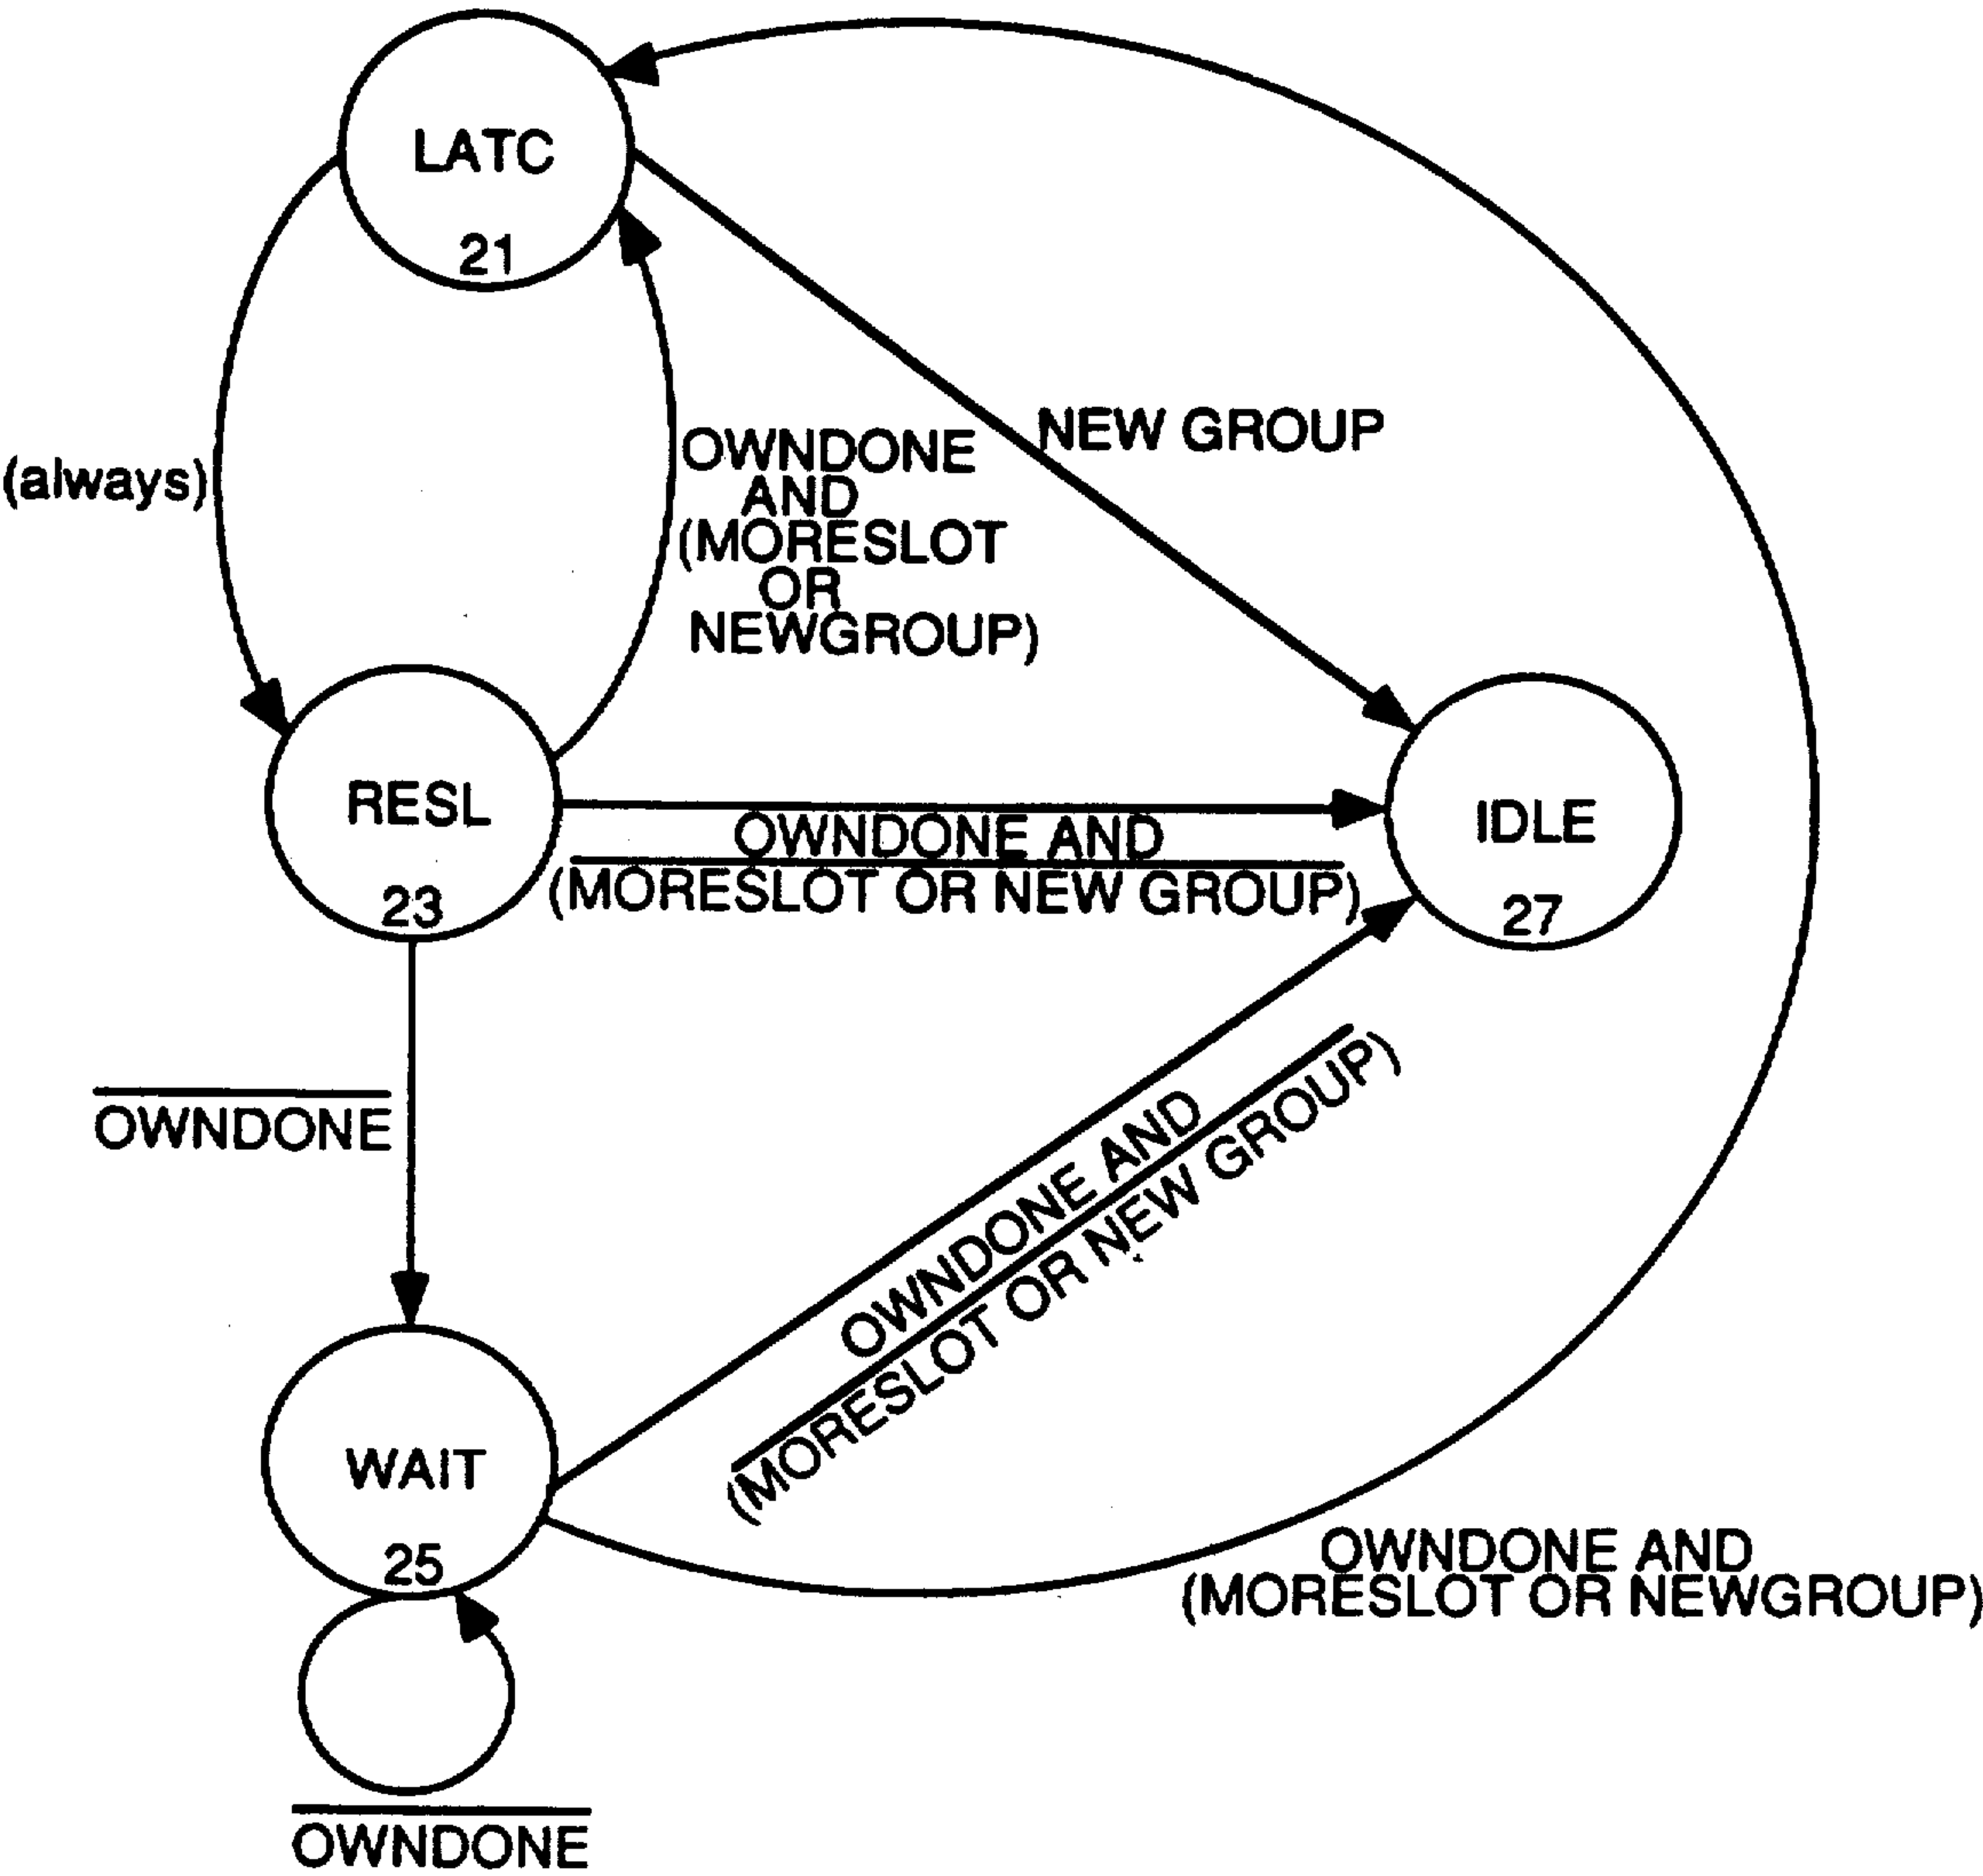 LATC
21
(always)
OWNDONE
AND
(MORESLOT
OR
NEWGROUP)
NEW GROUP
RESL
23
OWNDONE AND
(MORESLOT OR NEW GROUP)
IDLE
27
OWNDONE
OWNDONE AND
(MORESLOT OR NEW GROUP)
WAiT
25
OWNDONE AND
(MORESLOT OR NEWGROUP)
OWNDONE